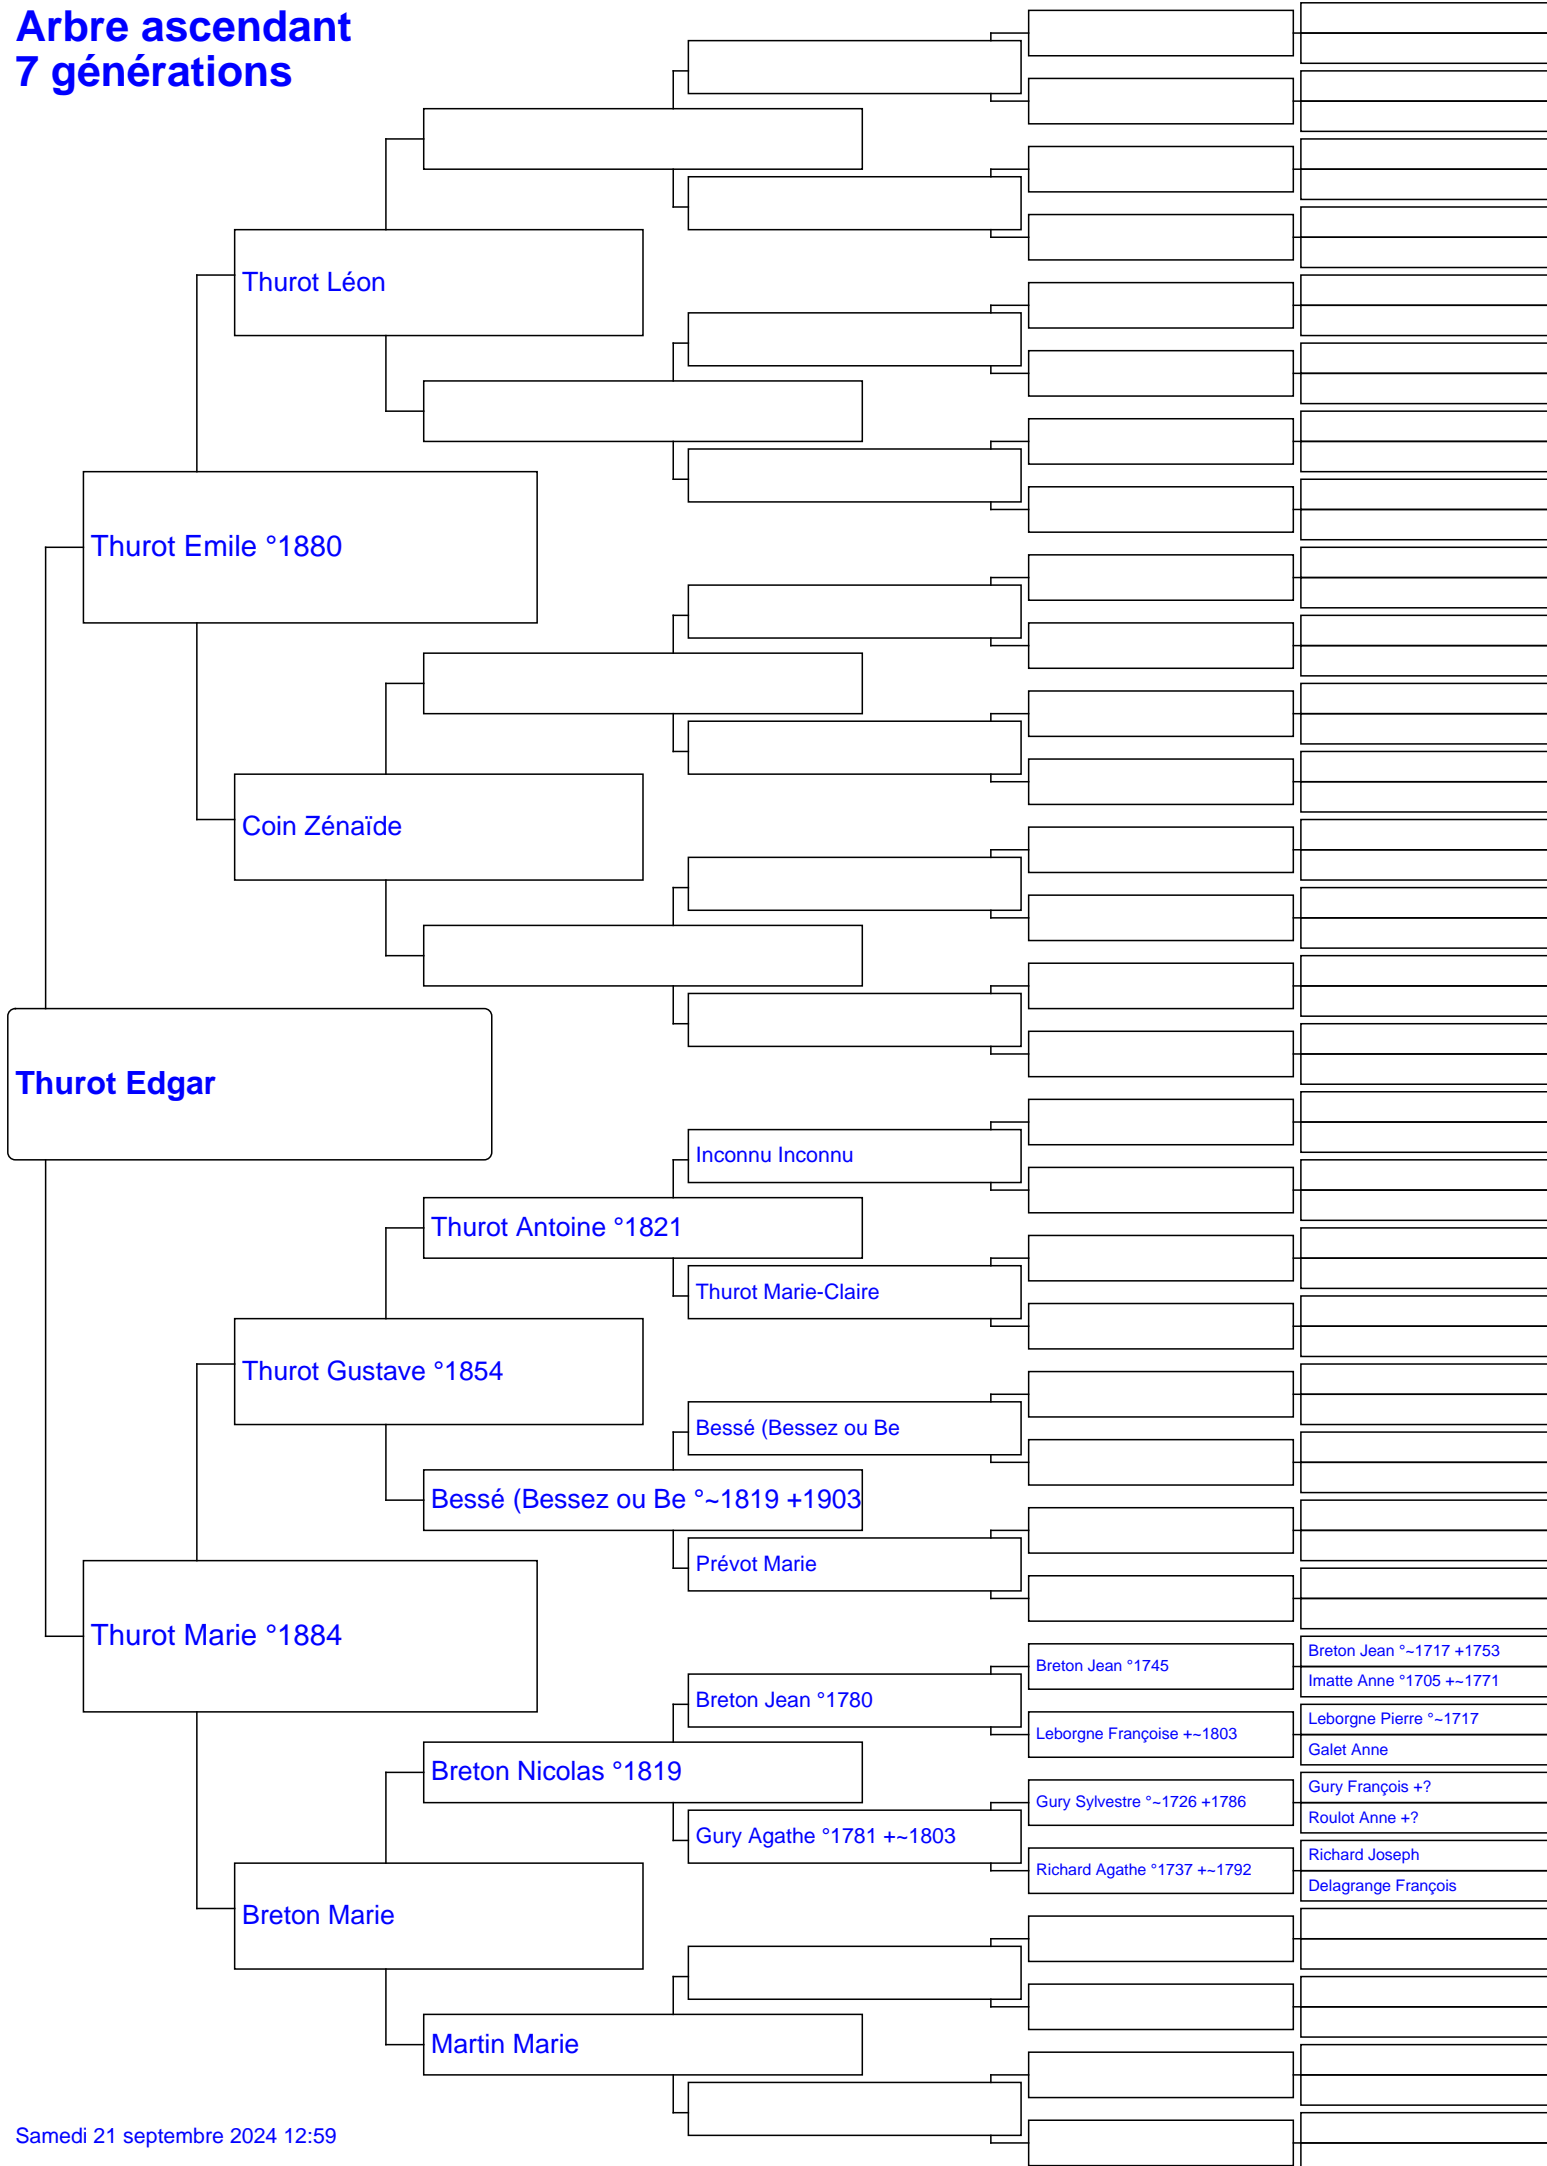 Arbre ascendant
7 générations
Thurot Léon
Thurot Emile °1880
Coin Zénaïde
Thurot Edgar
Inconnu Inconnu
Thurot Antoine °1821
Thurot Marie-Claire
Thurot Gustave °1854
Bessé (Bessez ou Be
Bessé (Bessez ou Be °~1819 +1903
Prévot Marie
Thurot Marie °1884
Breton Jean °~1717 +1753
Breton Jean °1745
Imatte Anne °1705 +~1771
Breton Jean °1780
Leborgne Pierre °~1717
Leborgne Françoise +~1803
Galet Anne
Breton Nicolas °1819
Gury François +?
Gury Sylvestre °~1726 +1786
Roulot Anne +?
Gury Agathe °1781 +~1803
Richard Joseph
Richard Agathe °1737 +~1792
Delagrange François
Breton Marie
Martin Marie
Samedi 21 septembre 2024 12:59